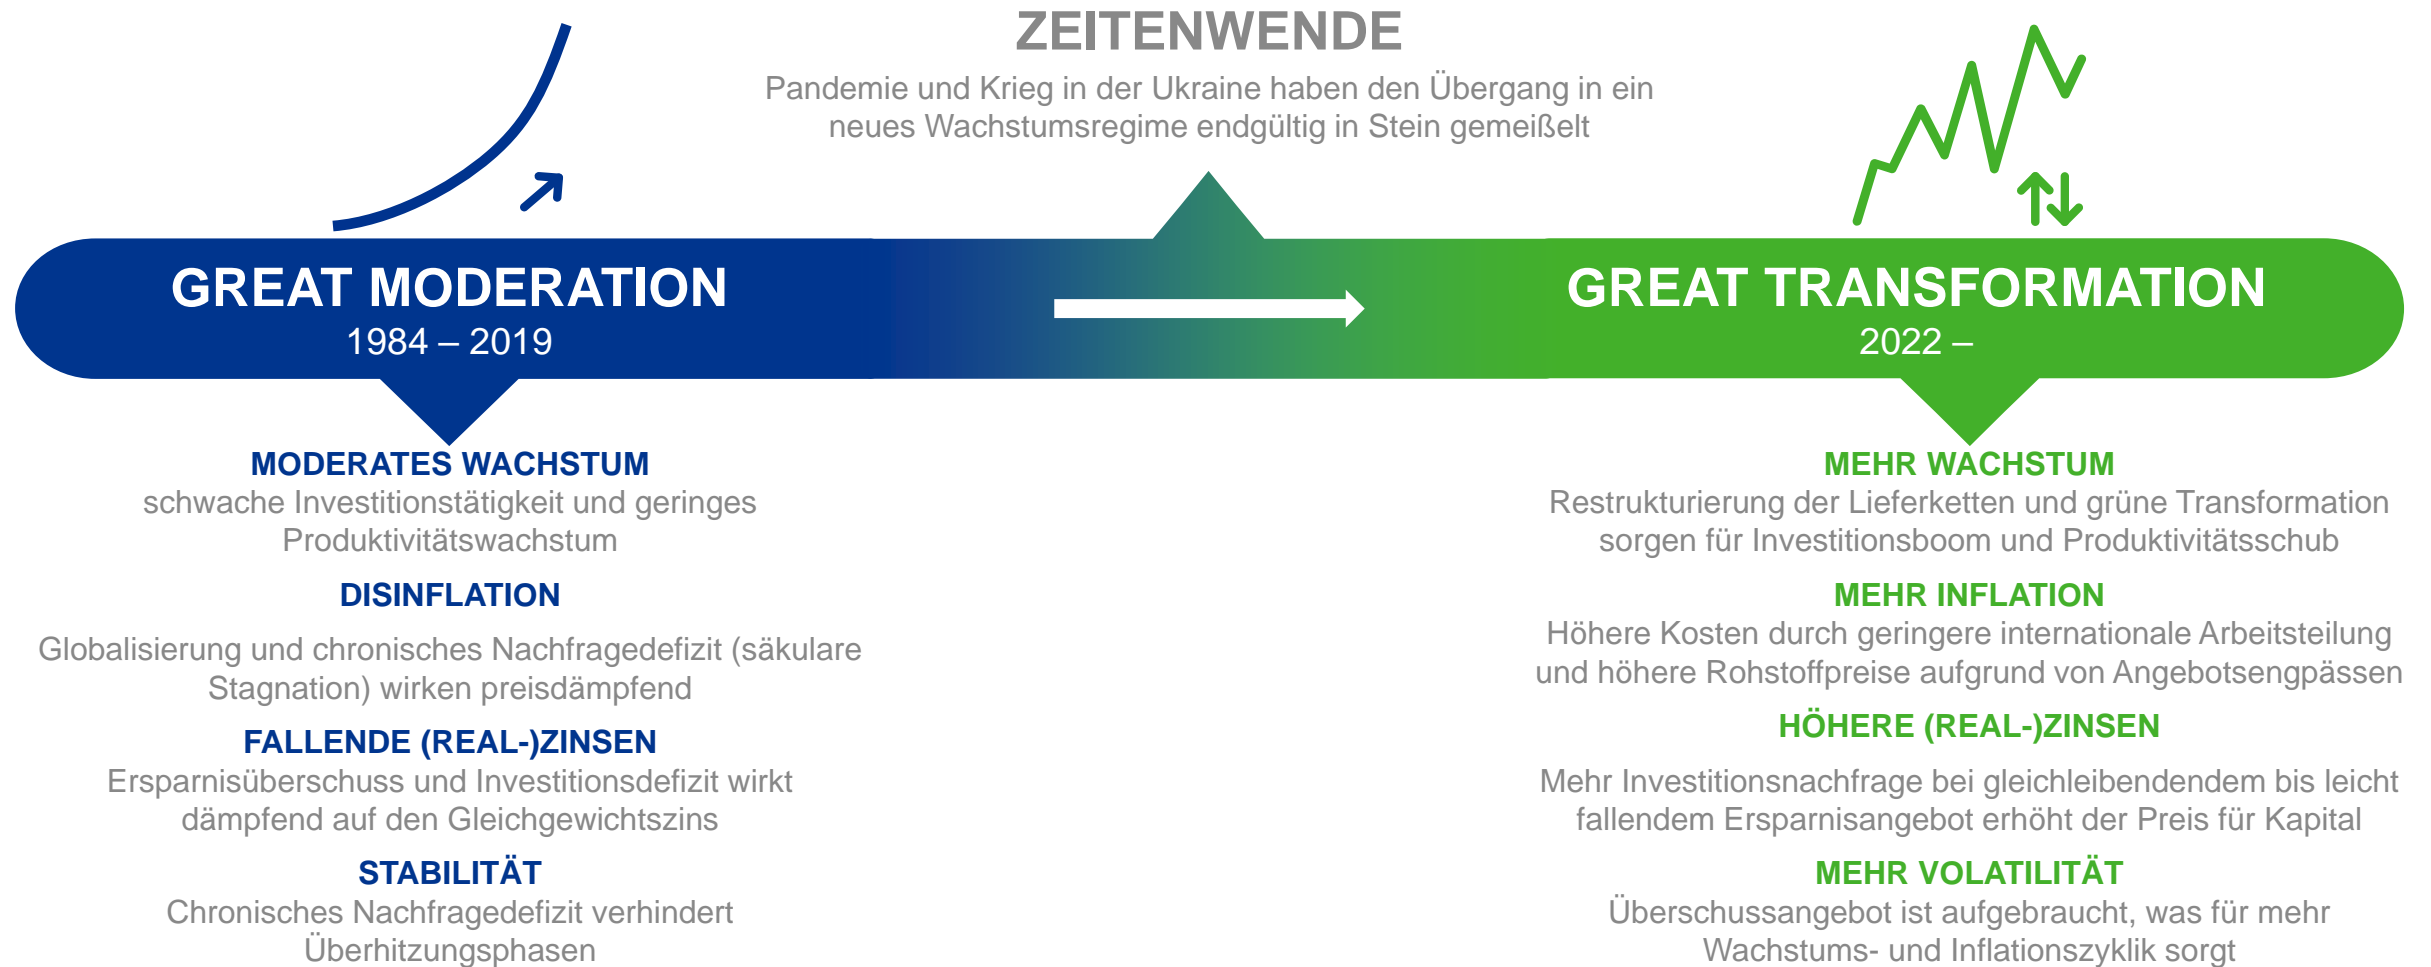 ZEITENWENDE
Pandemie und Krieg in der Ukraine haben den Übergang in ein
neues Wachstumsregime endgültig in Stein gemeißelt
GREAT MODERATION
1984 – 2019
GREAT TRANSFORMATION
2022 –
MODERATES WACHSTUM
schwache Investitionstätigkeit und geringes
Produktivitätswachstum
DISINFLATION
Globalisierung und chronisches Nachfragedefizit (säkulare
Stagnation) wirken preisdämpfend
FALLENDE (REAL-)ZINSEN
Ersparnisüberschuss und Investitionsdefizit wirkt
dämpfend auf den Gleichgewichtszins
STABILITÄT
Chronisches Nachfragedefizit verhindert
Überhitzungsphasen
MEHR WACHSTUM
Restrukturierung der Lieferketten und grüne Transformation
sorgen für Investitionsboom und Produktivitätsschub
MEHR INFLATION
Höhere Kosten durch geringere internationale Arbeitsteilung
und höhere Rohstoffpreise aufgrund von Angebotsengpässen
HÖHERE (REAL-)ZINSEN
Mehr Investitionsnachfrage bei gleichleibendendem bis leicht
fallendem Ersparnisangebot erhöht der Preis für Kapital
MEHR VOLATILITÄT
Überschussangebot ist aufgebraucht, was für mehr
Wachstums- und Inflationszyklik sorgt